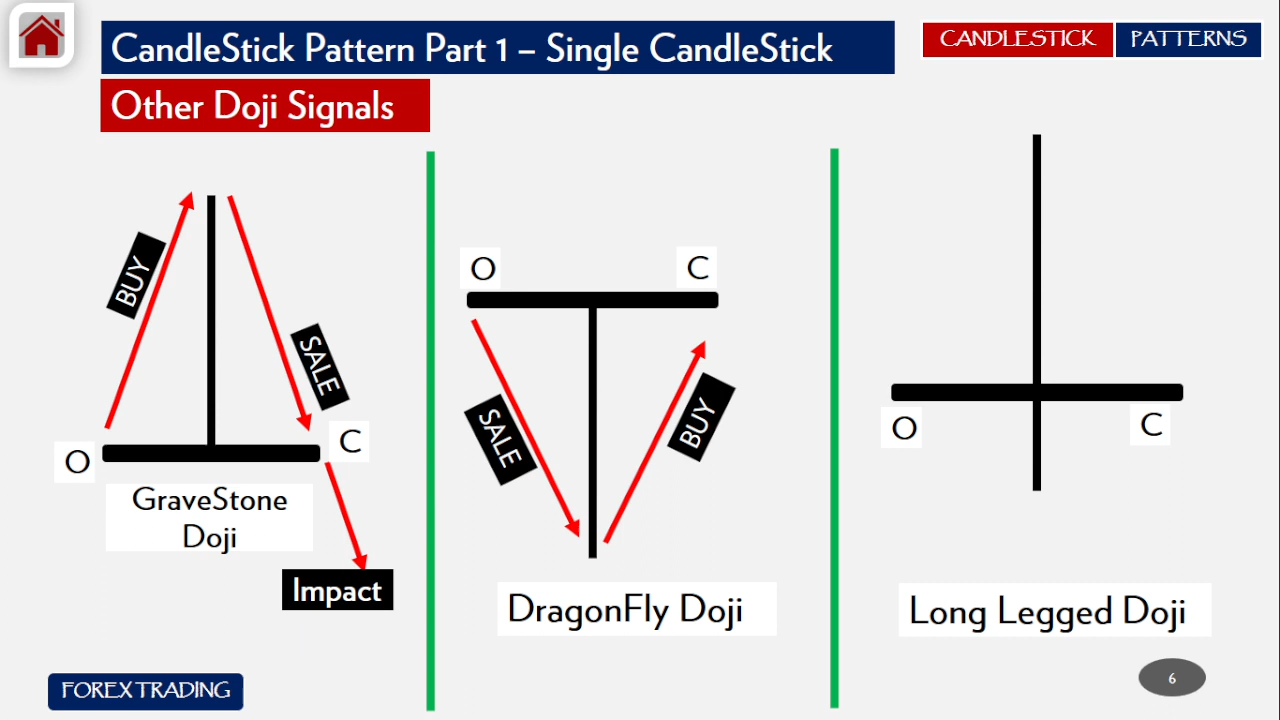 CandleStick Pattern Part 1 – Single CandleStick
CANDLESTICK PATTERNS
Other Doji Signals
BUY
SALE
O
C
GraveStone
Doji
Impact
O
C
SALE
BUY
DragonFly Doji
O
C
Long Legged Doji
FOREX TRADING
6